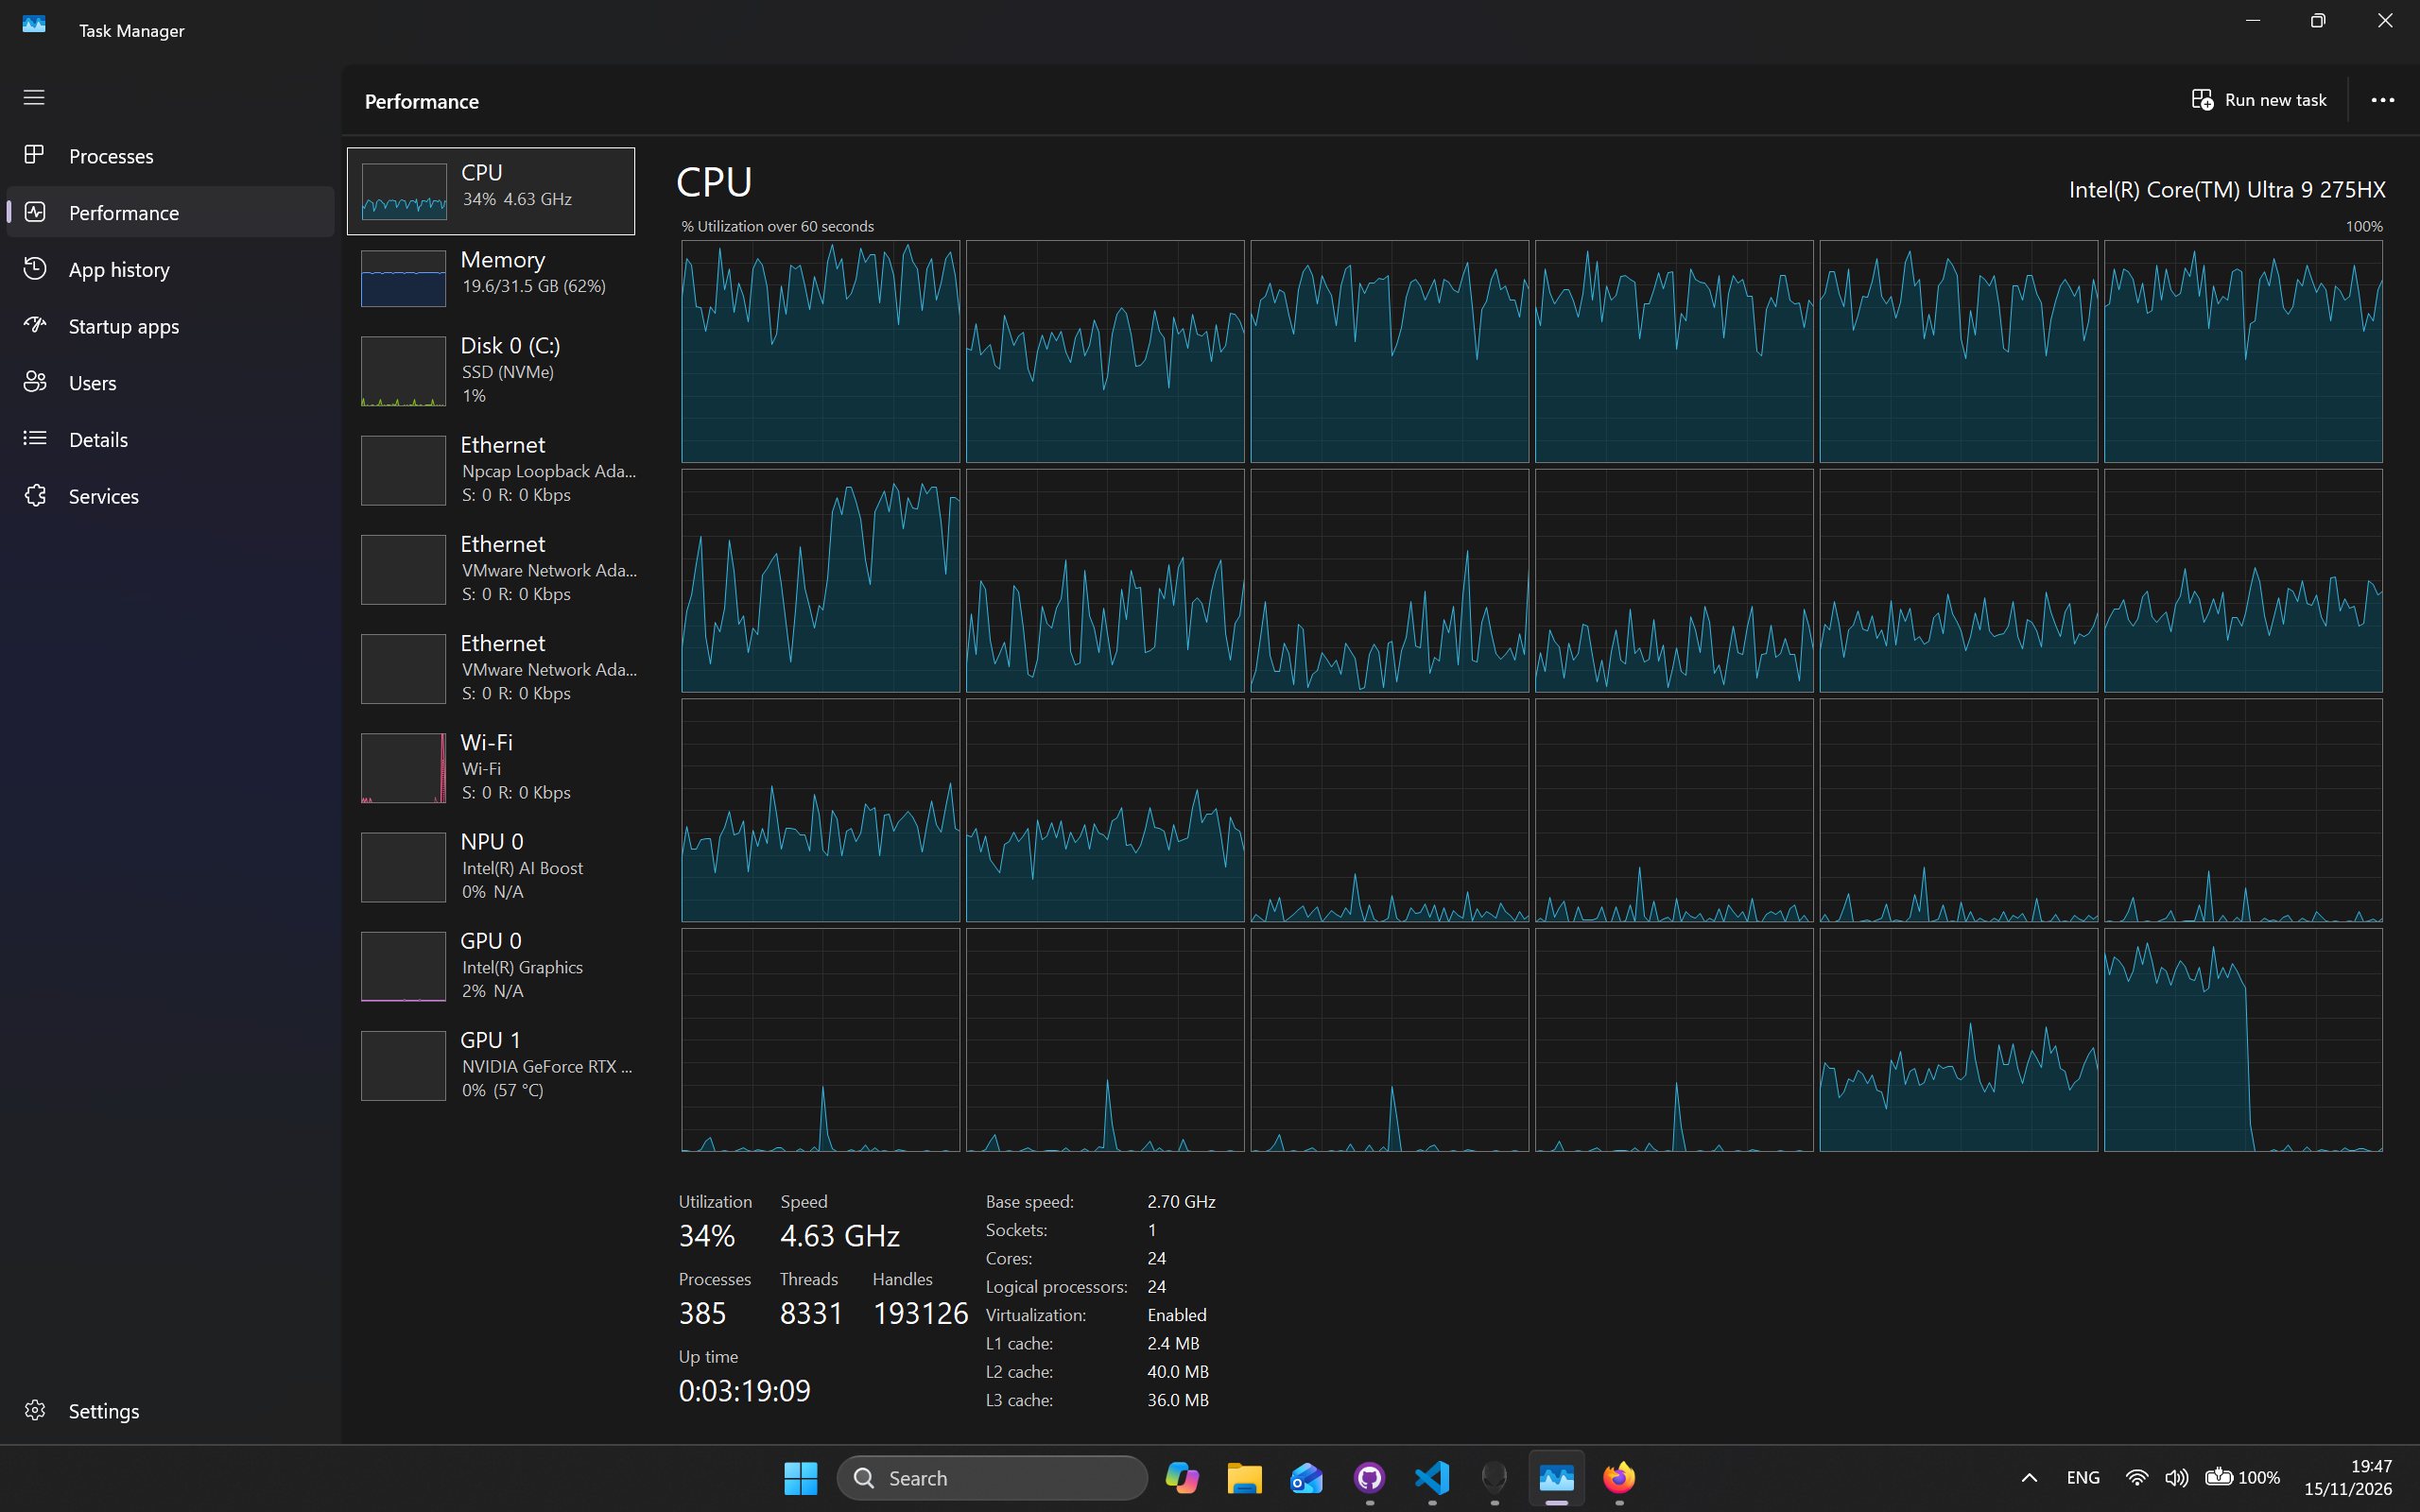 Task Manager
Performance
Run new task
Processes
Performance
App history
Startup apps
Users
Details
Services
Settings
CPU
34% 4.63 GHz
Memory
19.6/31.5 GB (62%)
Disk 0 (C:)
SSD (NVMe)
1%
Ethernet
Npcap Loopback Ada...
S: 0 R: 0 Kbps
Ethernet
VMware Network Ada...
S: 0 R: 0 Kbps
Ethernet
VMware Network Ada...
S: 0 R: 0 Kbps
Wi-Fi
Wi-Fi
S: 0 R: 0 Kbps
NPU 0
Intel(R) AI Boost
0% N/A
GPU 0
Intel(R) Graphics
2% N/A
GPU 1
NVIDIA GeForce RTX ...
0% (57 °C)
CPU
Intel(R) Core(TM) Ultra 9 275HX
% Utilization over 60 seconds
100%
Utilization Speed
34% 4.63 GHz
Processes Threads Handles
385 8331 193126
Up time
0:03:19:09
Base speed: 2.70 GHz
Sockets: 1
Cores: 24
Logical processors: 24
Virtualization: Enabled
L1 cache: 2.4 MB
L2 cache: 40.0 MB
L3 cache: 36.0 MB
Search
ENG
100%
19:47
15/11/2026